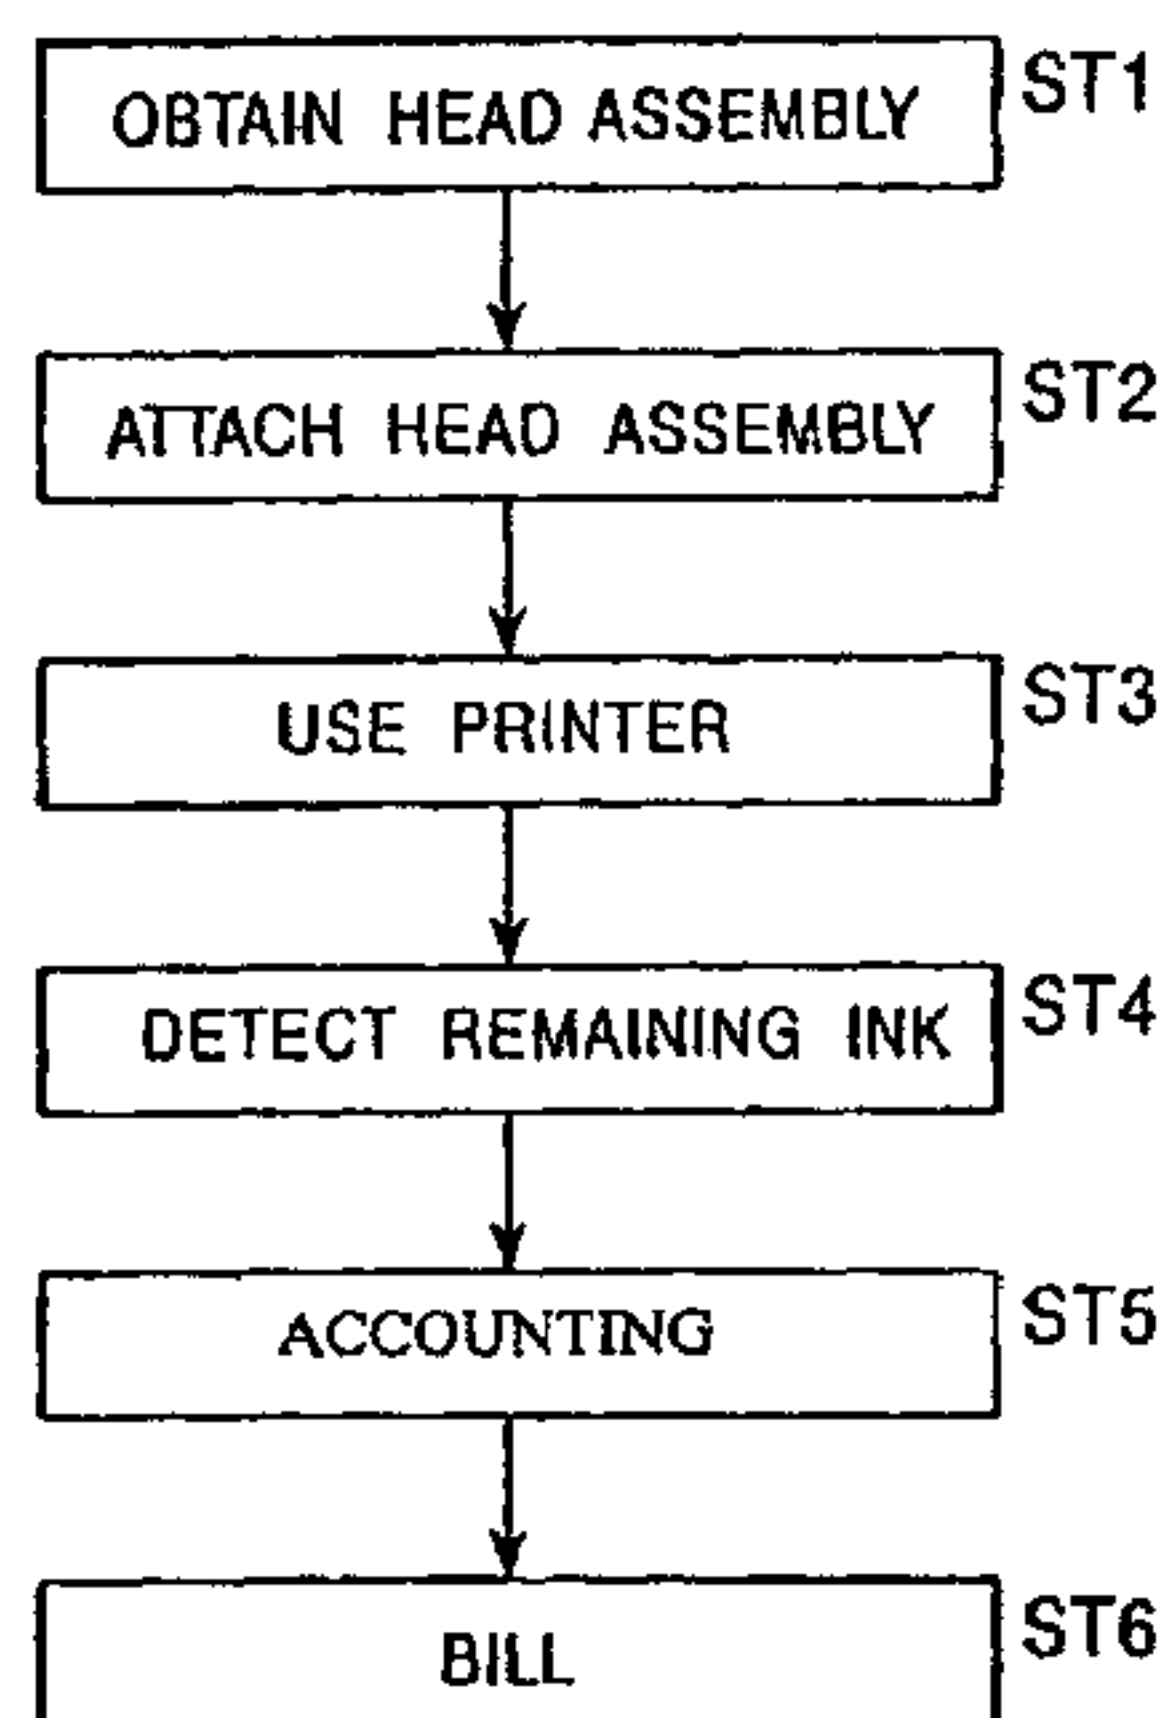 OBTAIN HEAD ASSEMBLY ST1
ATTACH HEAD ASSEMBLY ST2
USE PRINTER ST3
DETECT REMAINING INK ST4
ACCOUNTING ST5
BILL ST6